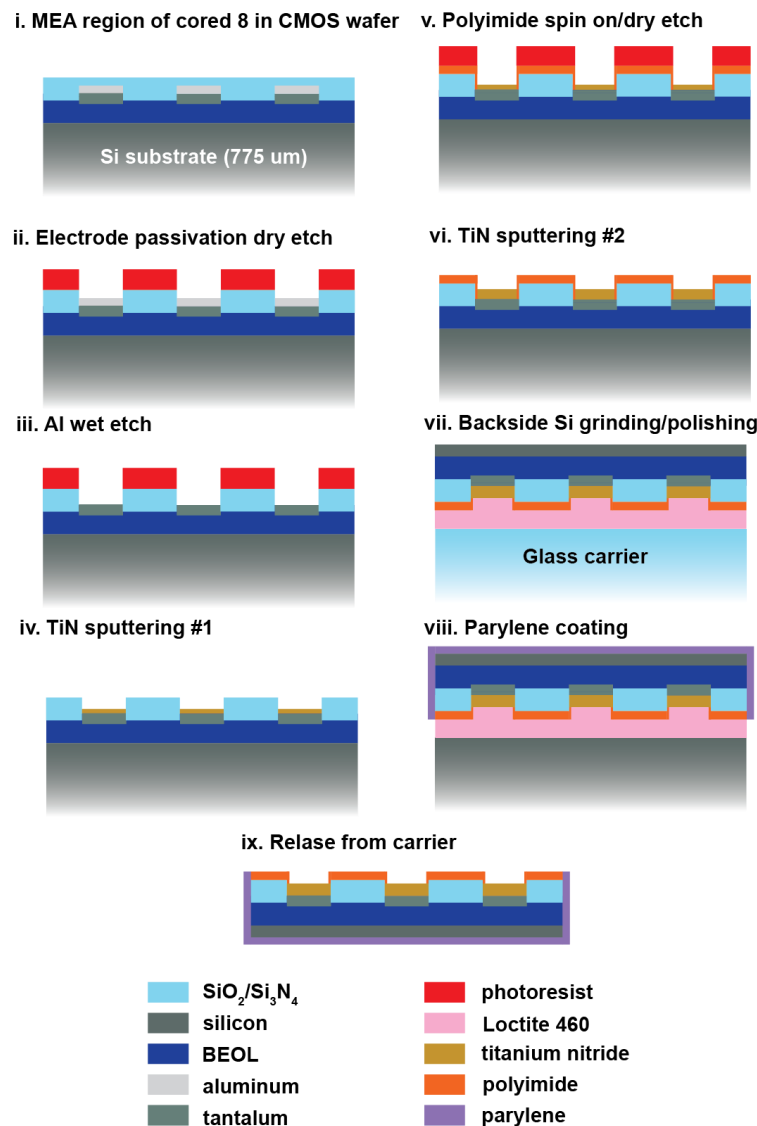 i. MEA region of cored 8 in CMOS wafer
Si substrate (775 um)
ii. Electrode passivation dry etch
iii. Al wet etch
iv. TiN sputtering #1
v. Polyimide spin on/dry etch
vi. TiN sputtering #2
vii. Backside Si grinding/polishing
Glass carrier
viii. Parylene coating
ix. Relase from carrier
SiO₂/Si₃N₄
silicon
BEOL
aluminum
tantalum
photoresist
Loctite 460
titanium nitride
polyimide
parylene